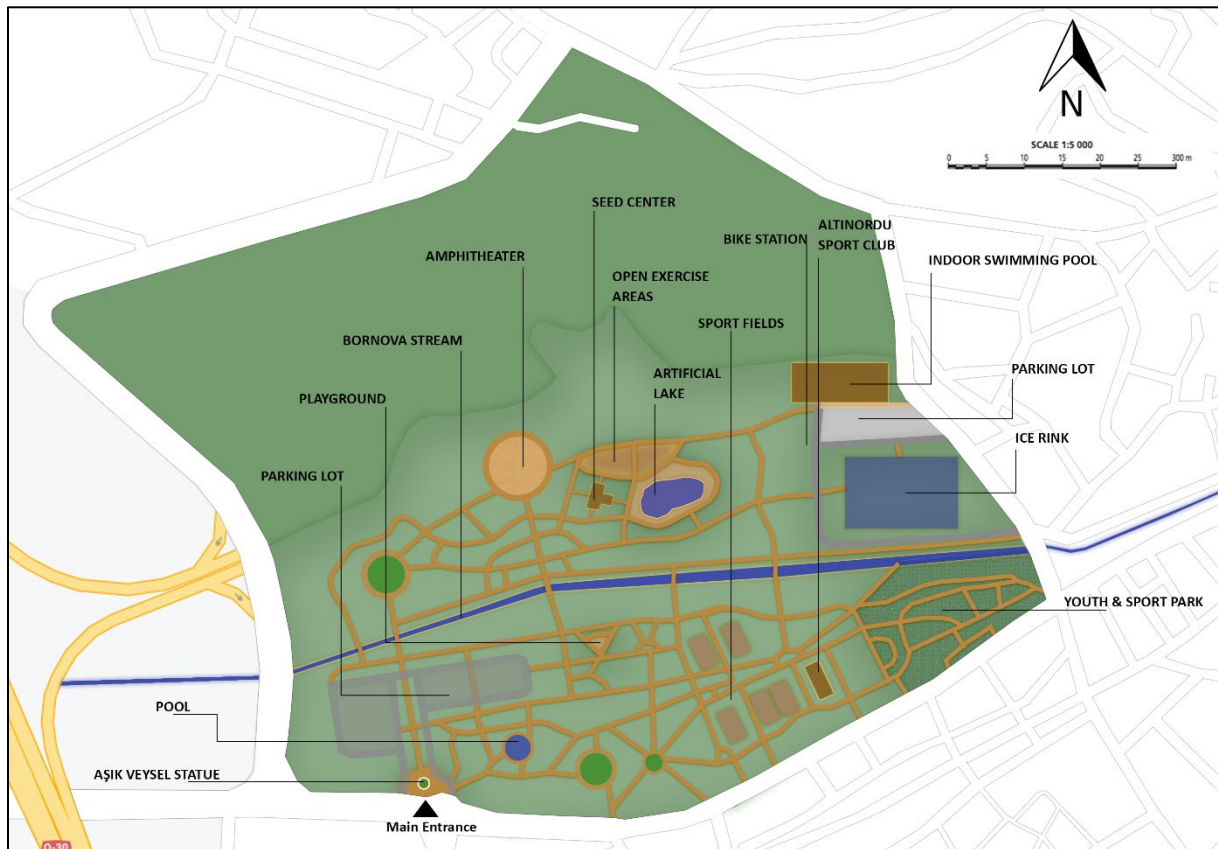 N
SCALE 1:5 000
0 5 10 15 20 25 300 m
SEED CENTER
ALTINORDU
SPORT CLUB
BIKE STATION
AMPHITHEATER
INDOOR SWIMMING POOL
OPEN EXERCISE
AREAS
SPORT FIELDS
BORNOVA STREAM
ARTIFICIAL
LAKE
PARKING LOT
PLAYGROUND
ICE RINK
PARKING LOT
YOUTH & SPORT PARK
POOL
AŞIK VEYSEL STATUE
Main Entrance
O-30